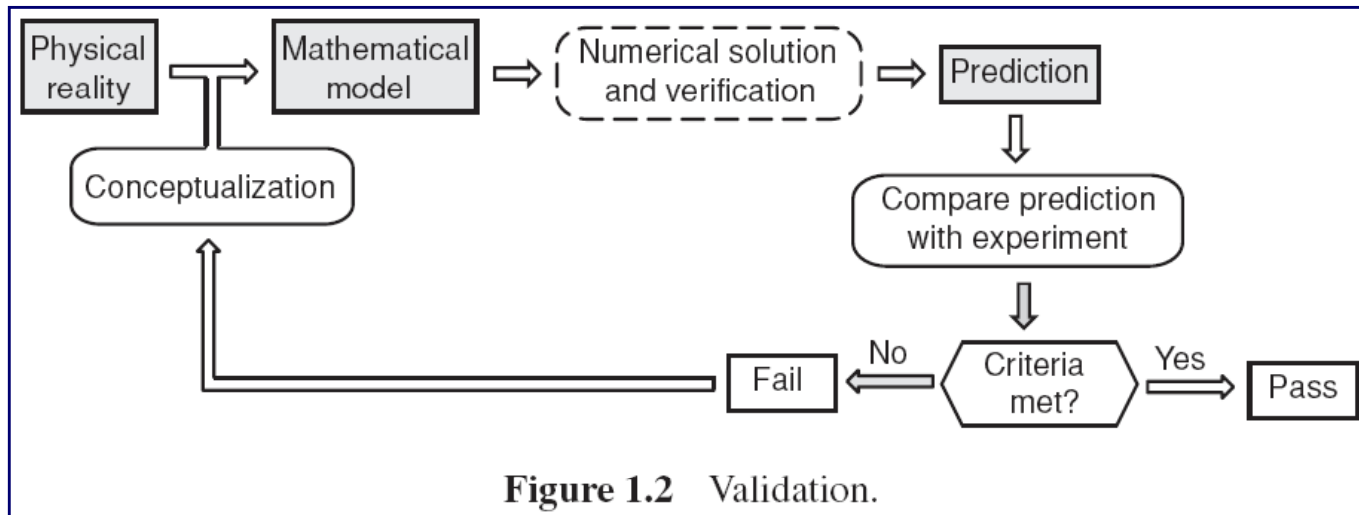 Physical
reality
Mathematical
model
Numerical solution
and verification
Prediction
Conceptualization
Compare prediction
with experiment
Fail
No
Criteria
met?
Yes
Pass
Figure 1.2 Validation.